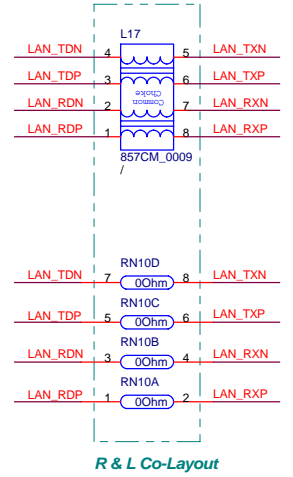 L17
LAN_TDN 4 5 LAN_TXN
LAN_TDP 3 6 LAN_TXP
Common
Choke
LAN_RDN 2 7 LAN_RXN
LAN_RDP 1 8 LAN_RXP
857CM_0009
/
RN10D
LAN_TDN 7 0Ohm 8 LAN_TXN
RN10C
LAN_TDP 5 0Ohm 6 LAN_TXP
RN10B
LAN_RDN 3 0Ohm 4 LAN_RXN
RN10A
LAN_RDP 1 0Ohm 2 LAN_RXP
R & L Co-Layout